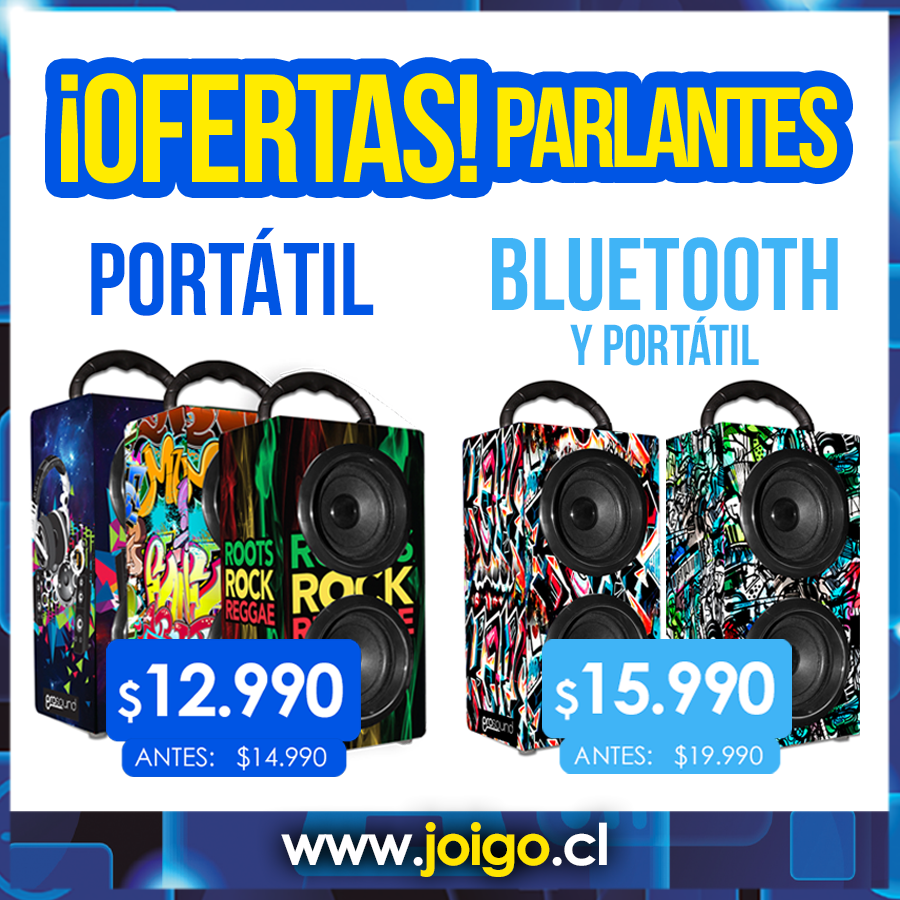 ¡OFERTAS! PARLANTES
PORTÁTIL
BLUETOOTH
Y PORTÁTIL
ROOTS
ROCK
REGGAE
ROOTS
ROCK
$12.990
ANTES: $14.990
$15.990
ANTES: $19.990
www.joigo.cl